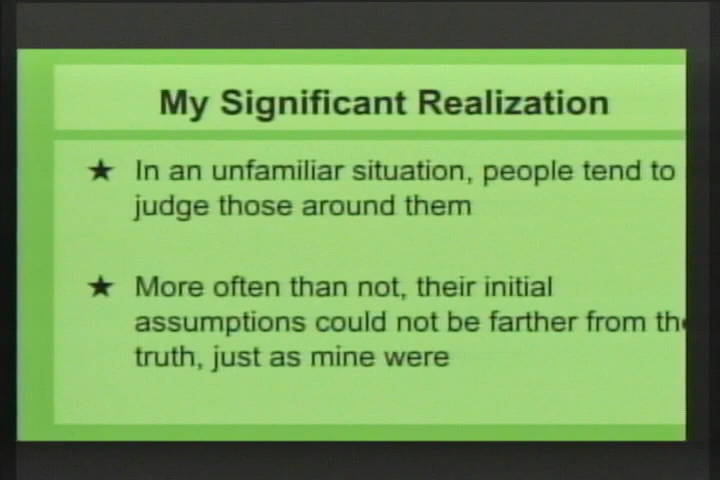 My Significant Realization
★ In an unfamiliar situation, people tend to
judge those around them
★ More often than not, their initial
assumptions could not be farther from the
truth, just as mine were